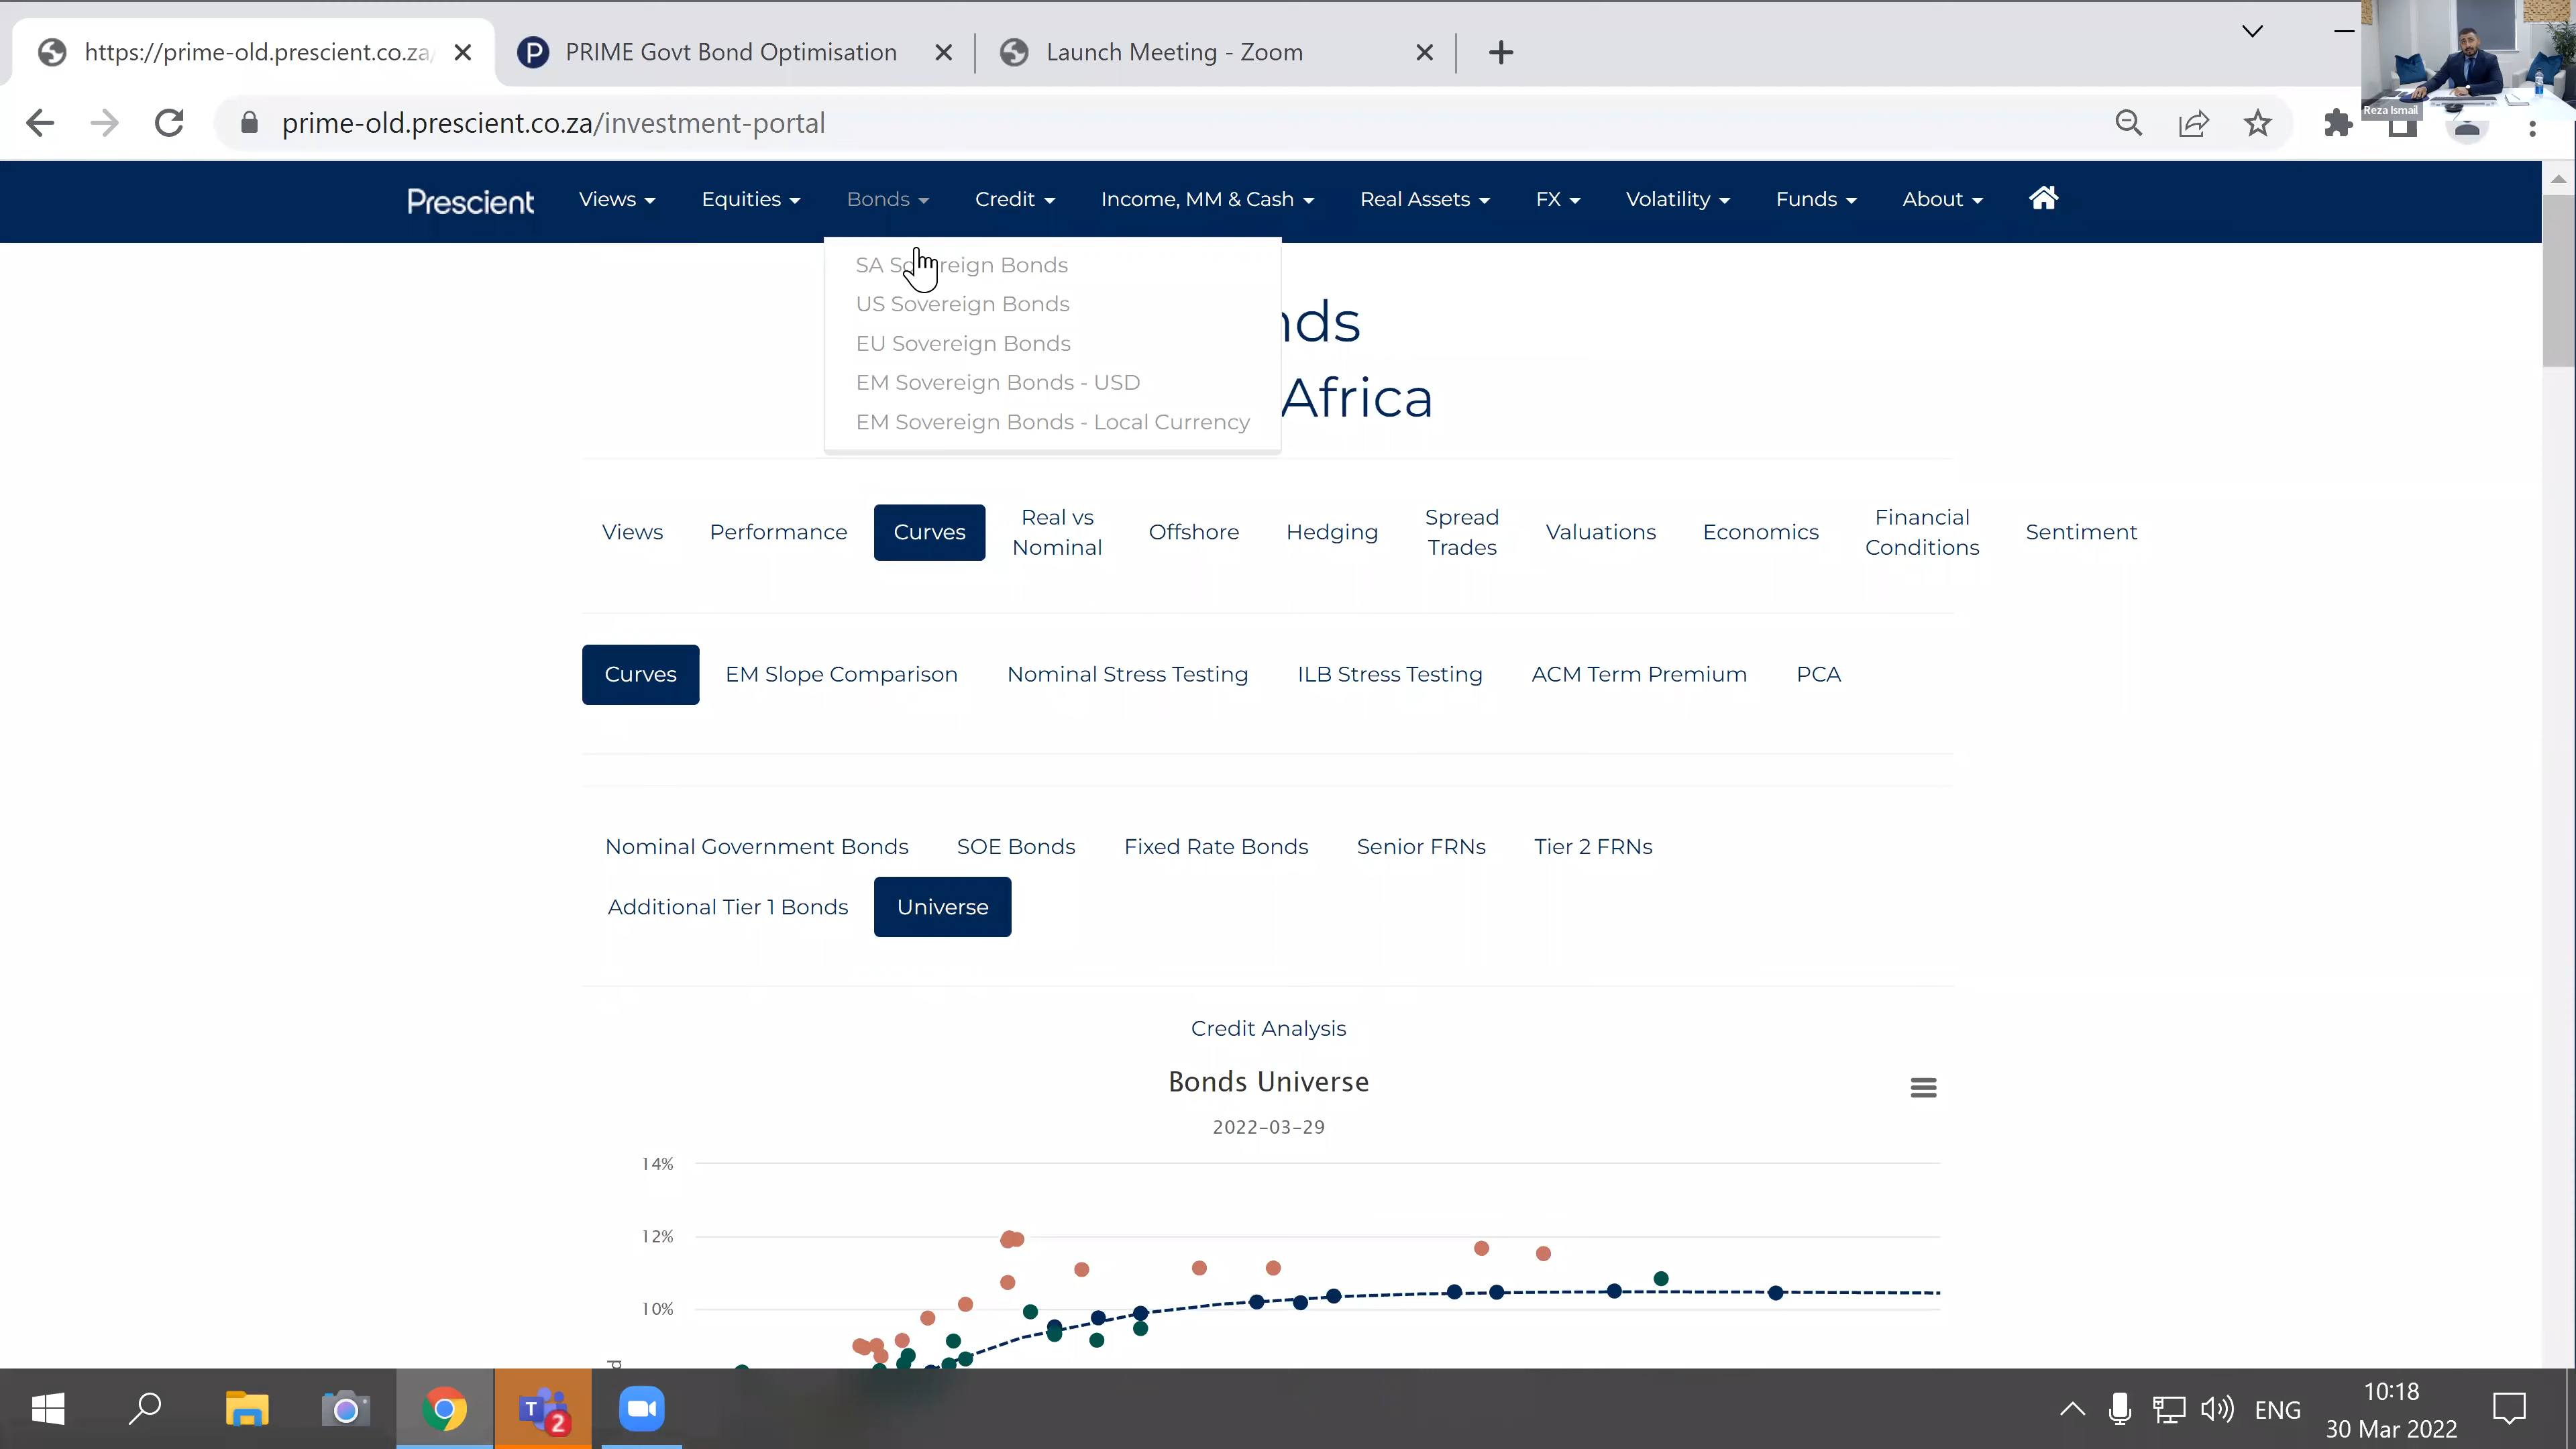 https://prime-old.prescient.co.za/
PRIME Govt Bond Optimisation
Launch Meeting - Zoom
Reza Ismail
prime-old.prescient.co.za/investment-portal
Prescient Views Equities Bonds Credit Income, MM & Cash Real Assets FX Volatility Funds About
SA Sovereign Bonds
US Sovereign Bonds
EU Sovereign Bonds
EM Sovereign Bonds - USD
EM Sovereign Bonds - Local Currency
nds
Africa
Views Performance Curves Real vs Nominal Offshore Hedging Spread Trades Valuations Economics Financial Conditions Sentiment
Curves EM Slope Comparison Nominal Stress Testing ILB Stress Testing ACM Term Premium PCA
Nominal Government Bonds SOE Bonds Fixed Rate Bonds Senior FRNs Tier 2 FRNs
Additional Tier 1 Bonds Universe
Credit Analysis
Bonds Universe
2022-03-29
14%
12%
10%
d
T 2
ENG
10:18
30 Mar 2022